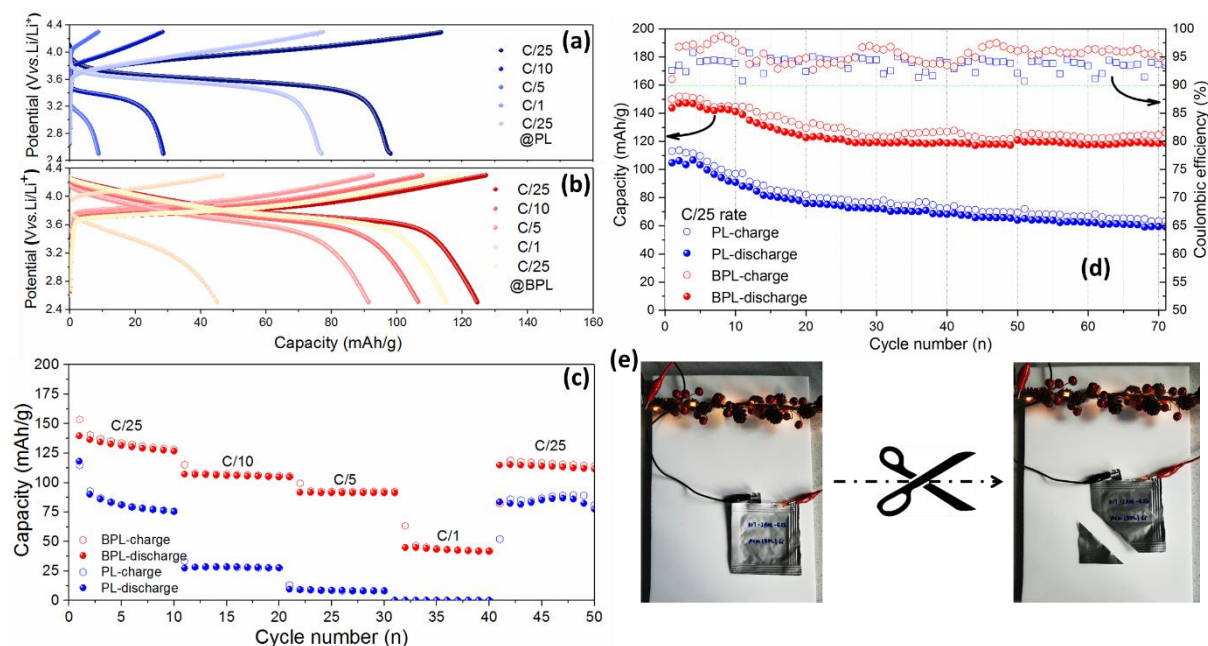 (a)
Potential (Vvs.Li/Li⁺)
4.4
4.0
3.6
3.2
2.8
2.4
C/25
C/10
C/5
C/1
C/25
@PL
(b)
Potential (Vvs.Li/Li⁺)
4.0
3.6
3.2
2.8
2.4
C/25
C/10
C/5
C/1
C/25
@BPL
0 20 40 60 80 100 120 140 160
Capacity (mAh/g)
(d)
Capacity (mAh/g)
200
180
160
140
120
100
80
60
40
20
0
C/25 rate
PL-charge
PL-discharge
BPL-charge
BPL-discharge
100
95
90
85
80
75
70
65
60
55
50
Coulombic efficiency (%)
0 10 20 30 40 50 60 70
Cycle number (n)
(c)
Capacity (mAh/g)
200
175
150
125
100
75
50
25
0
C/25
C/10
C/5
C/1
C/25
BPL-charge
BPL-discharge
PL-charge
PL-discharge
0 5 10 15 20 25 30 35 40 45 50
Cycle number (n)
(e)